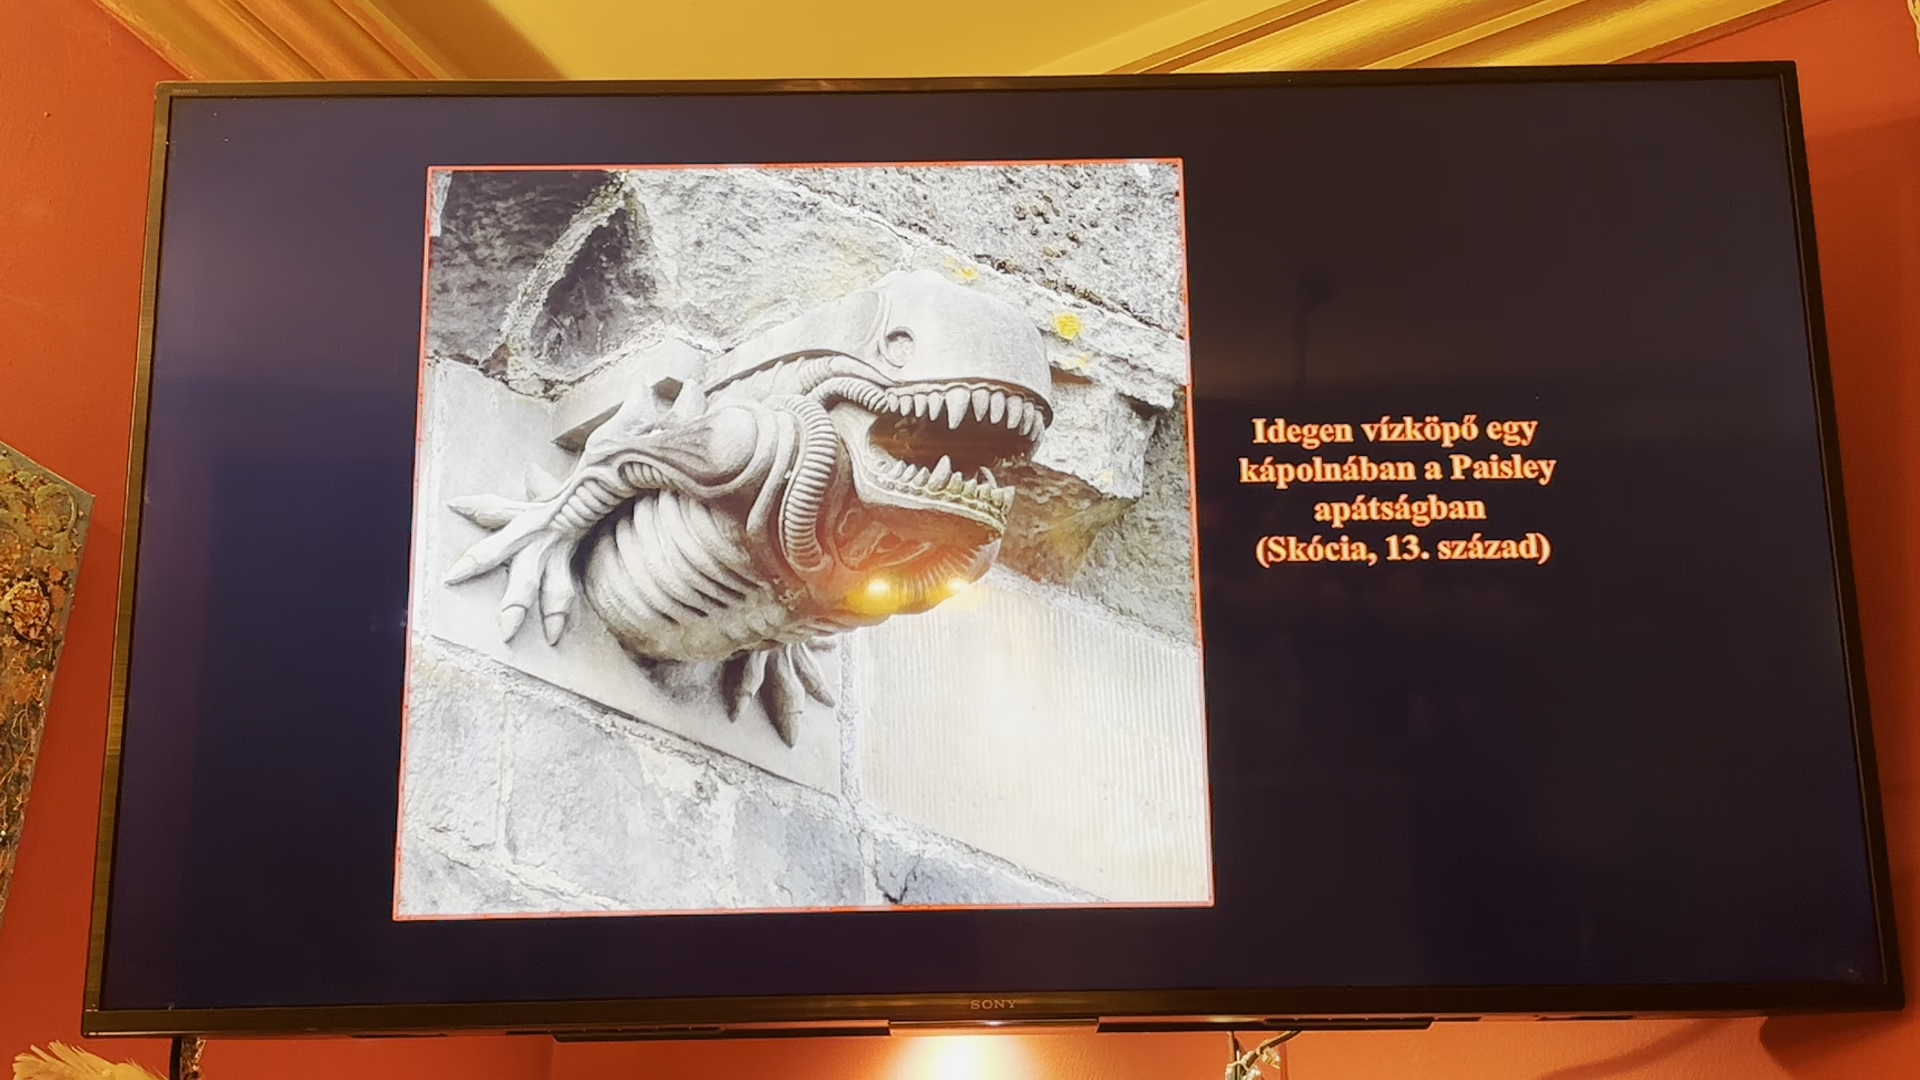 Idegen vízköpő egy
kápolnában a Paisley
apátságban
(Skócia, 13. század)
SONY